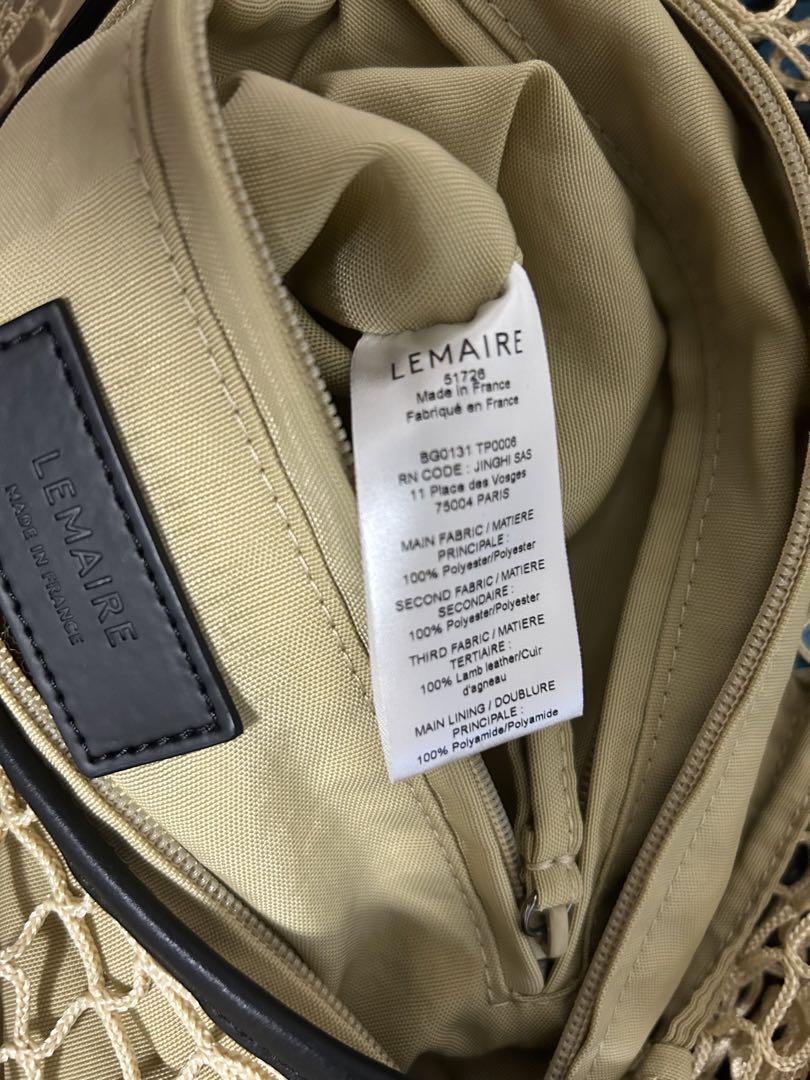 LEMAIRE
MADE IN FRANCE
LEMAIRE
51726
Made in France
Fabriqué en France
BG0131 TP0006
RN CODE : JINGHI SAS
11 Place des Vosges
75004 PARIS
MAIN FABRIC / MATIERE
PRINCIPALE :
100% Polyester/Polyester
SECOND FABRIC / MATIERE
SECONDAIRE :
100% Polyester/Polyester
THIRD FABRIC / MATIERE
TERTIAIRE :
100% Lamb leather/Cuir
d'agneau
MAIN LINING / DOUBLURE
PRINCIPALE :
100% Polyamide/Polyamide